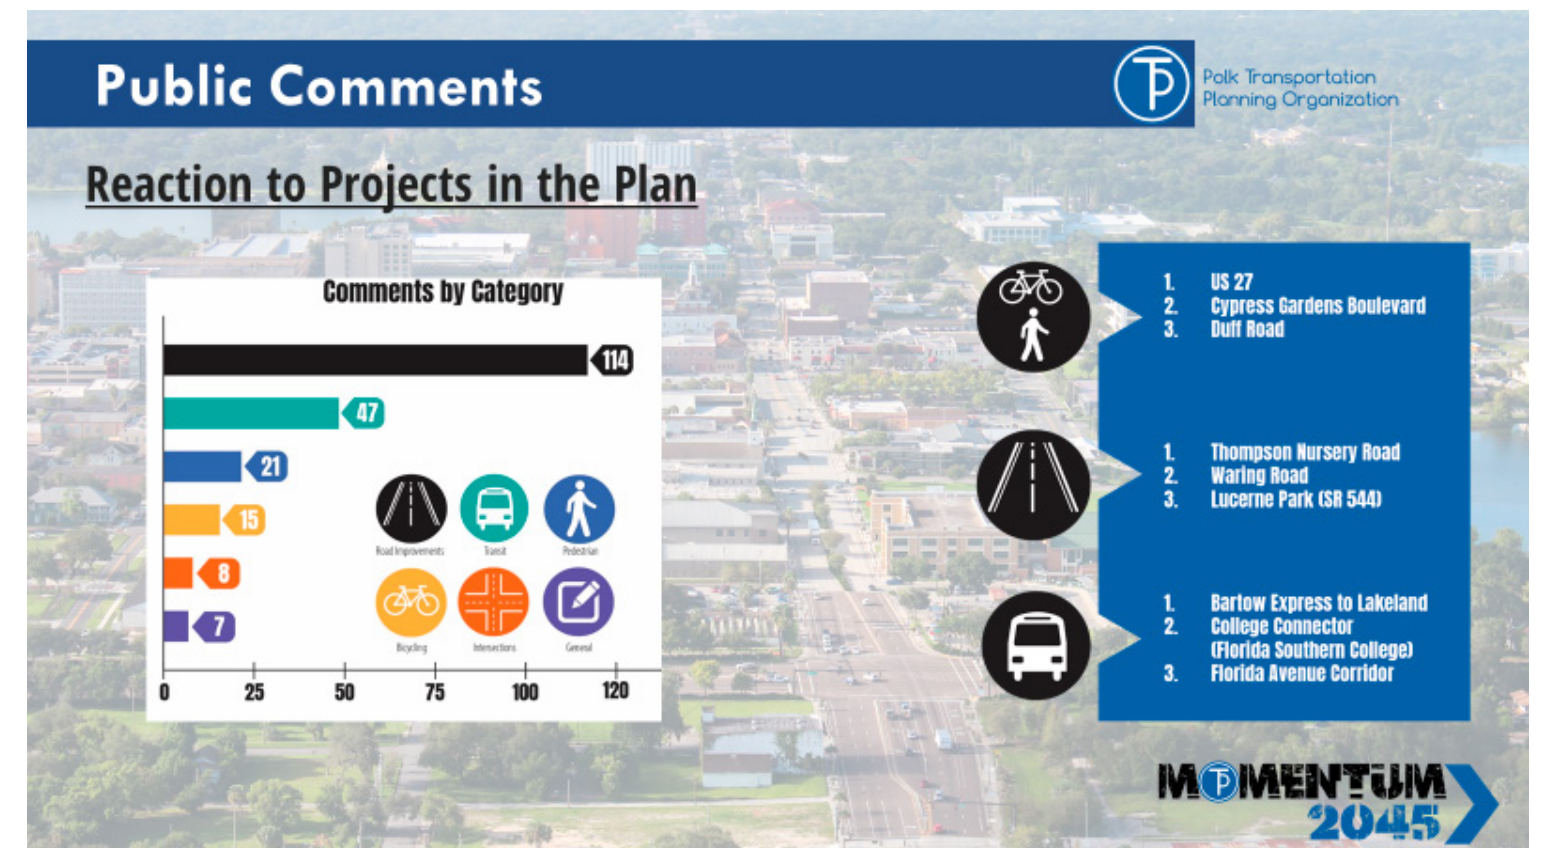 Public Comments
TP
Polk Transportation
Planning Organization
Reaction to Projects in the Plan
Comments by Category
114
47
21
15
8
7
Road Improvements
Transit
Pedestrian
Bicycling
Intersections
General
0 25 50 75 100 120
1. US 27
2. Cypress Gardens Boulevard
3. Duff Road
1. Thompson Nursery Road
2. Waring Road
3. Lucerne Park (SR 544)
1. Bartow Express to Lakeland
2. College Connector
(Florida Southern College)
3. Florida Avenue Corridor
MOMENTUM
2045